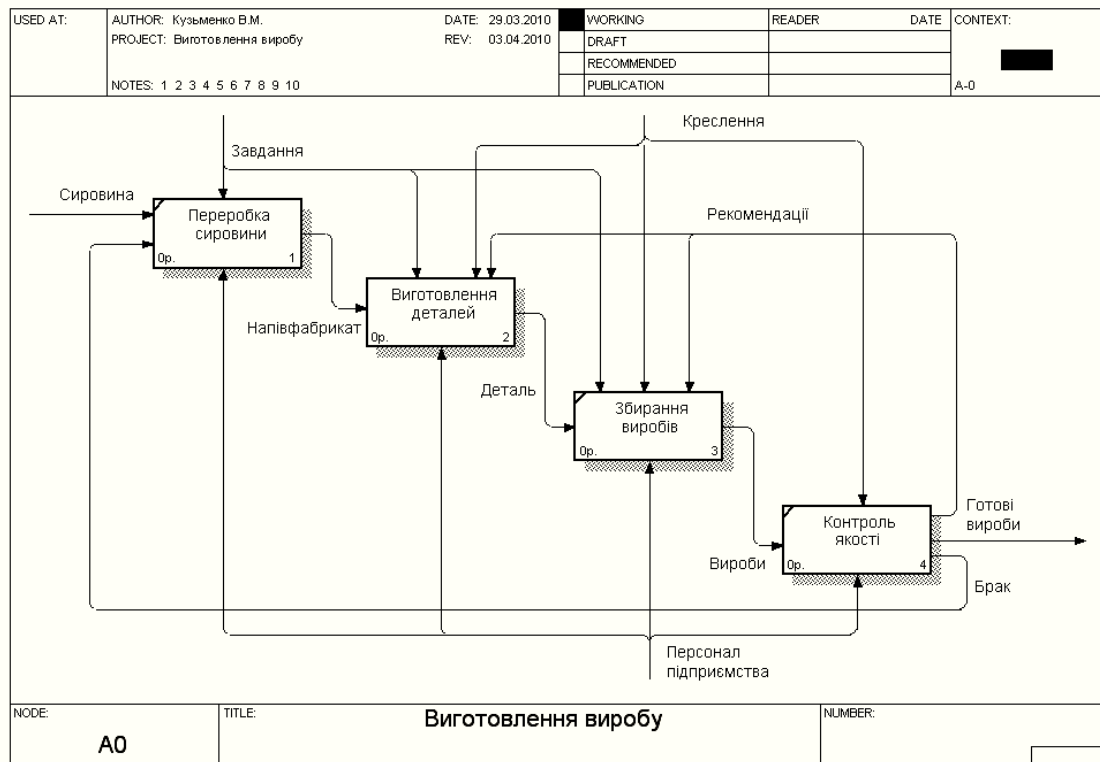 USED AT:
AUTHOR: Кузьменко В.М.
DATE: 29.03.2010
WORKING
READER
DATE
CONTEXT:
PROJECT: Виготовлення виробу
REV: 03.04.2010
DRAFT
RECOMMENDED
NOTES: 1 2 3 4 5 6 7 8 9 10
PUBLICATION
A-0
Креслення
Завдання
Сировина
Переробка
сировини
0р.
1
Рекомендації
Виготовлення
деталей
0р.
2
Напівфабрикат
Деталь
Збирання
виробів
0р.
3
Готові
вироби
Контроль
якості
0р.
4
Вироби
Брак
Персонал
підприємства
NODE:
A0
TITLE:
Виготовлення виробу
NUMBER: